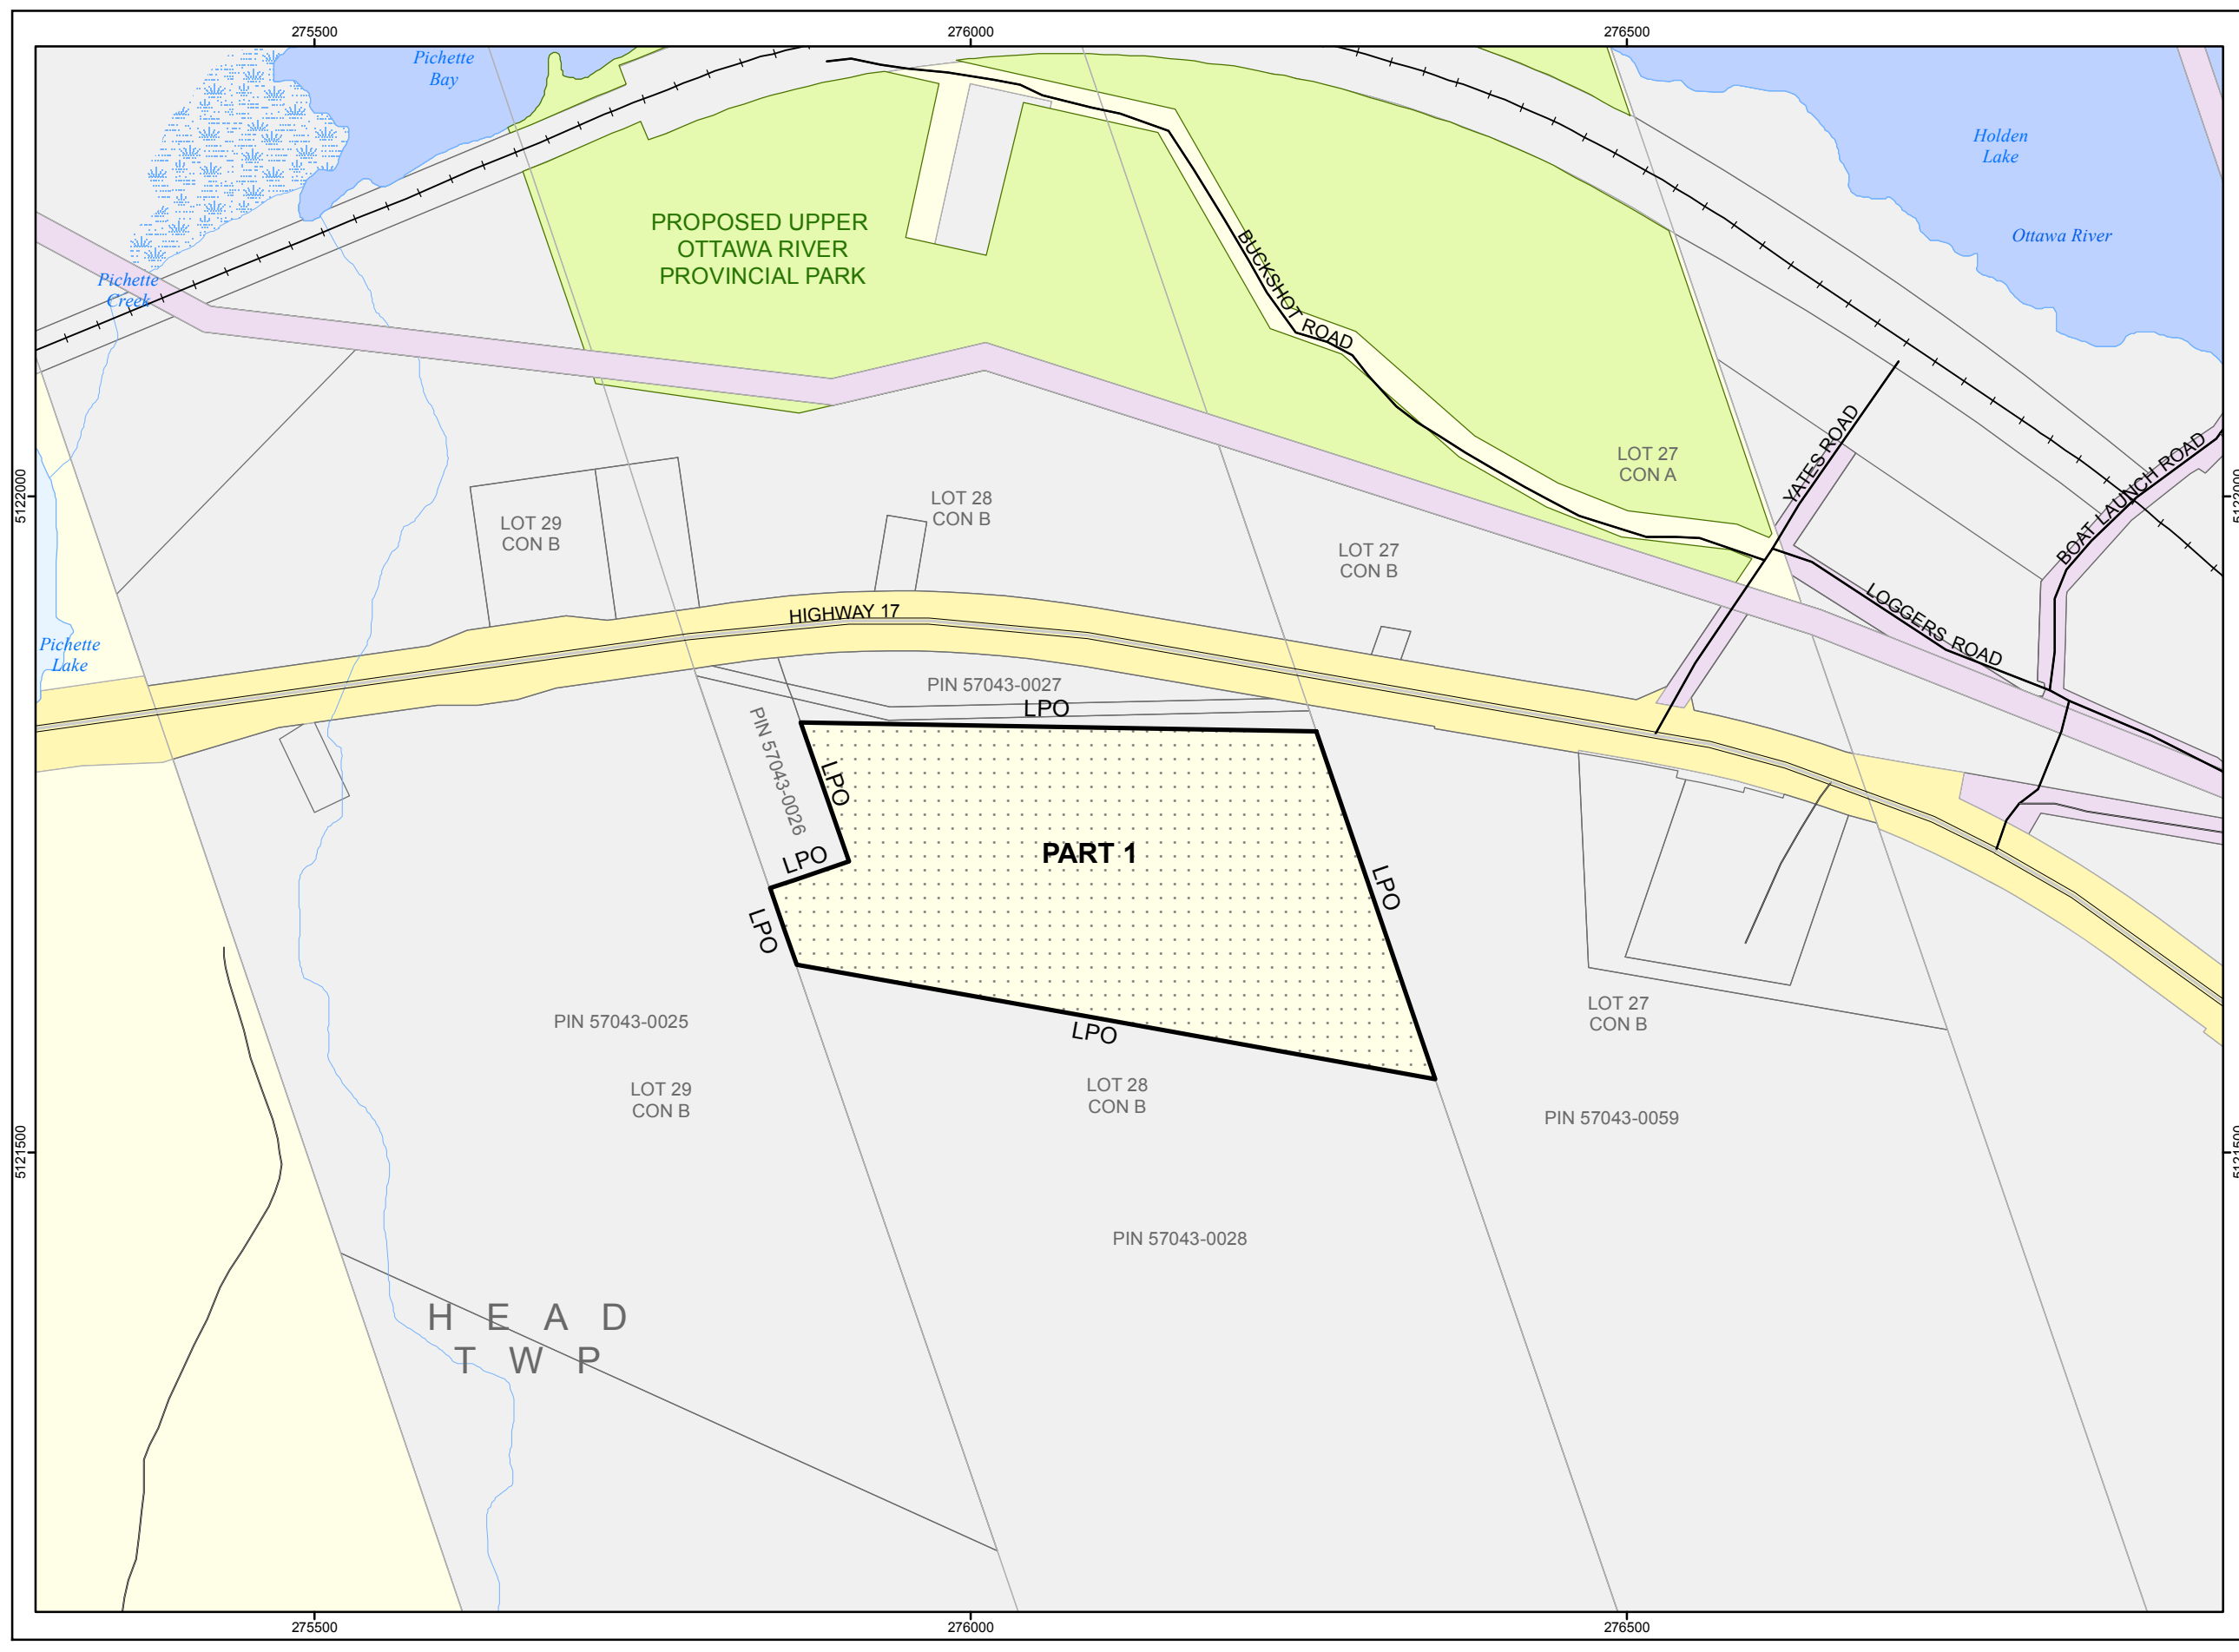 275500
276000
276500
Pichette
Bay
Holden
Lake
Ottawa River
PROPOSED UPPER
OTTAWA RIVER
PROVINCIAL PARK
BUCKSHOT ROAD
Pichette
Creek
YATES ROAD
BOAT LAUNCH ROAD
LOT 27
CON A
5122000
5122000
LOT 29
CON B
LOT 28
CON B
LOT 27
CON B
LOGGERS ROAD
HIGHWAY 17
Pichette
Lake
PIN 57043-0027
LPO
PIN 57043-0026
LPO
LPO
PART 1
LPO
LPO
LOT 27
CON B
PIN 57043-0025
LPO
LOT 29
CON B
LOT 28
CON B
PIN 57043-0059
5121500
5121500
PIN 57043-0028
HEAD
TWP
275500
276000
276500